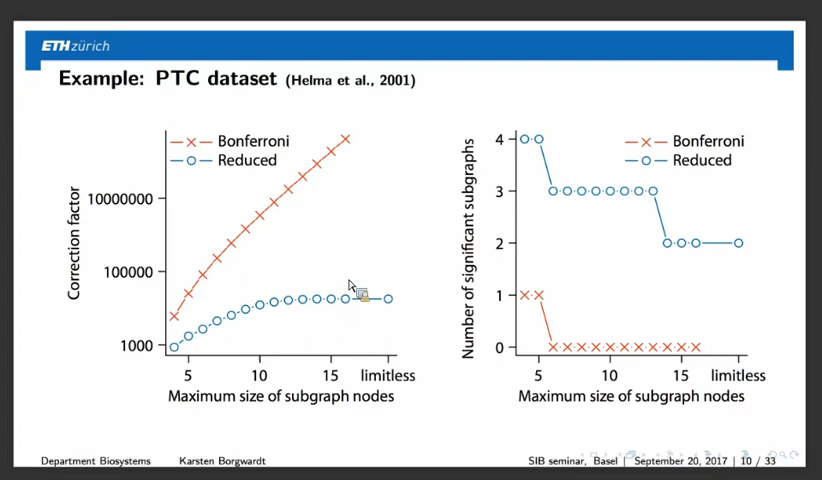 ETH zürich
Example: PTC dataset (Helma et al., 2001)
Bonferroni
Reduced
Correction factor
10000000
100000
1000
5 10 15 limitless
Maximum size of subgraph nodes
Bonferroni
Reduced
Number of significant subgraphs
4
3
2
1
0
5 10 15 limitless
Maximum size of subgraph nodes
Department Biosystems Karsten Borgwardt SIB seminar, Basel | September 20, 2017 | 10 / 33